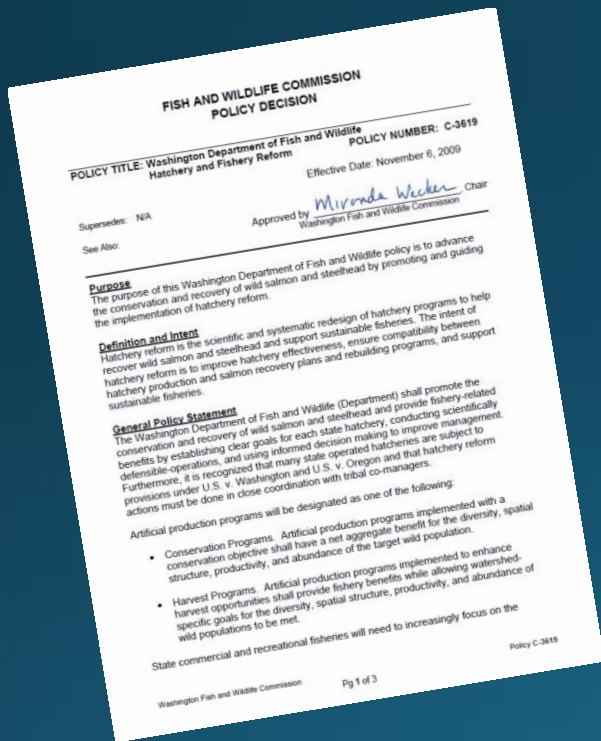 FISH AND WILDLIFE COMMISSION
POLICY DECISION
POLICY TITLE: Washington Department of Fish and Wildlife
Hatchery and Fishery Reform
POLICY NUMBER: C-3619
Effective Date: November 6, 2009
Supersedes: N/A
Approved by Miranda Wecker, Chair
Washington Fish and Wildlife Commission
See Also:
Purpose
The purpose of this Washington Department of Fish and Wildlife policy is to advance
the conservation and recovery of wild salmon and steelhead by promoting and guiding
the implementation of hatchery reform.
Definition and Intent
Hatchery reform is the scientific and systematic redesign of hatchery programs to help
recover wild salmon and steelhead and support sustainable fisheries. The intent of
hatchery reform is to improve hatchery effectiveness, ensure compatibility between
hatchery production and salmon recovery plans and rebuilding programs, and support
sustainable fisheries.
General Policy Statement
The Washington Department of Fish and Wildlife (Department) shall promote the
conservation and recovery of wild salmon and steelhead and provide fishery-related
benefits by establishing clear goals for each state hatchery, conducting scientifically
defensible-operations, and using informed decision making to improve management.
Furthermore, it is recognized that many state operated hatcheries are subject to
provisions under U.S. v. Washington and U.S. v. Oregon and that hatchery reform
actions must be done in close coordination with tribal co-managers.
Artificial production programs will be designated as one of the following:
• Conservation Programs. Artificial production programs implemented with a
conservation objective shall have a net aggregate benefit for the diversity, spatial
structure, productivity, and abundance of the target wild population.
• Harvest Programs. Artificial production programs implemented to enhance
harvest opportunities shall provide fishery benefits while allowing watershed-
specific goals for the diversity, spatial structure, productivity, and abundance of
wild populations to be met.
State commercial and recreational fisheries will need to increasingly focus on the
Washington Fish and Wildlife Commission
Pg 1 of 3
Policy C-3619